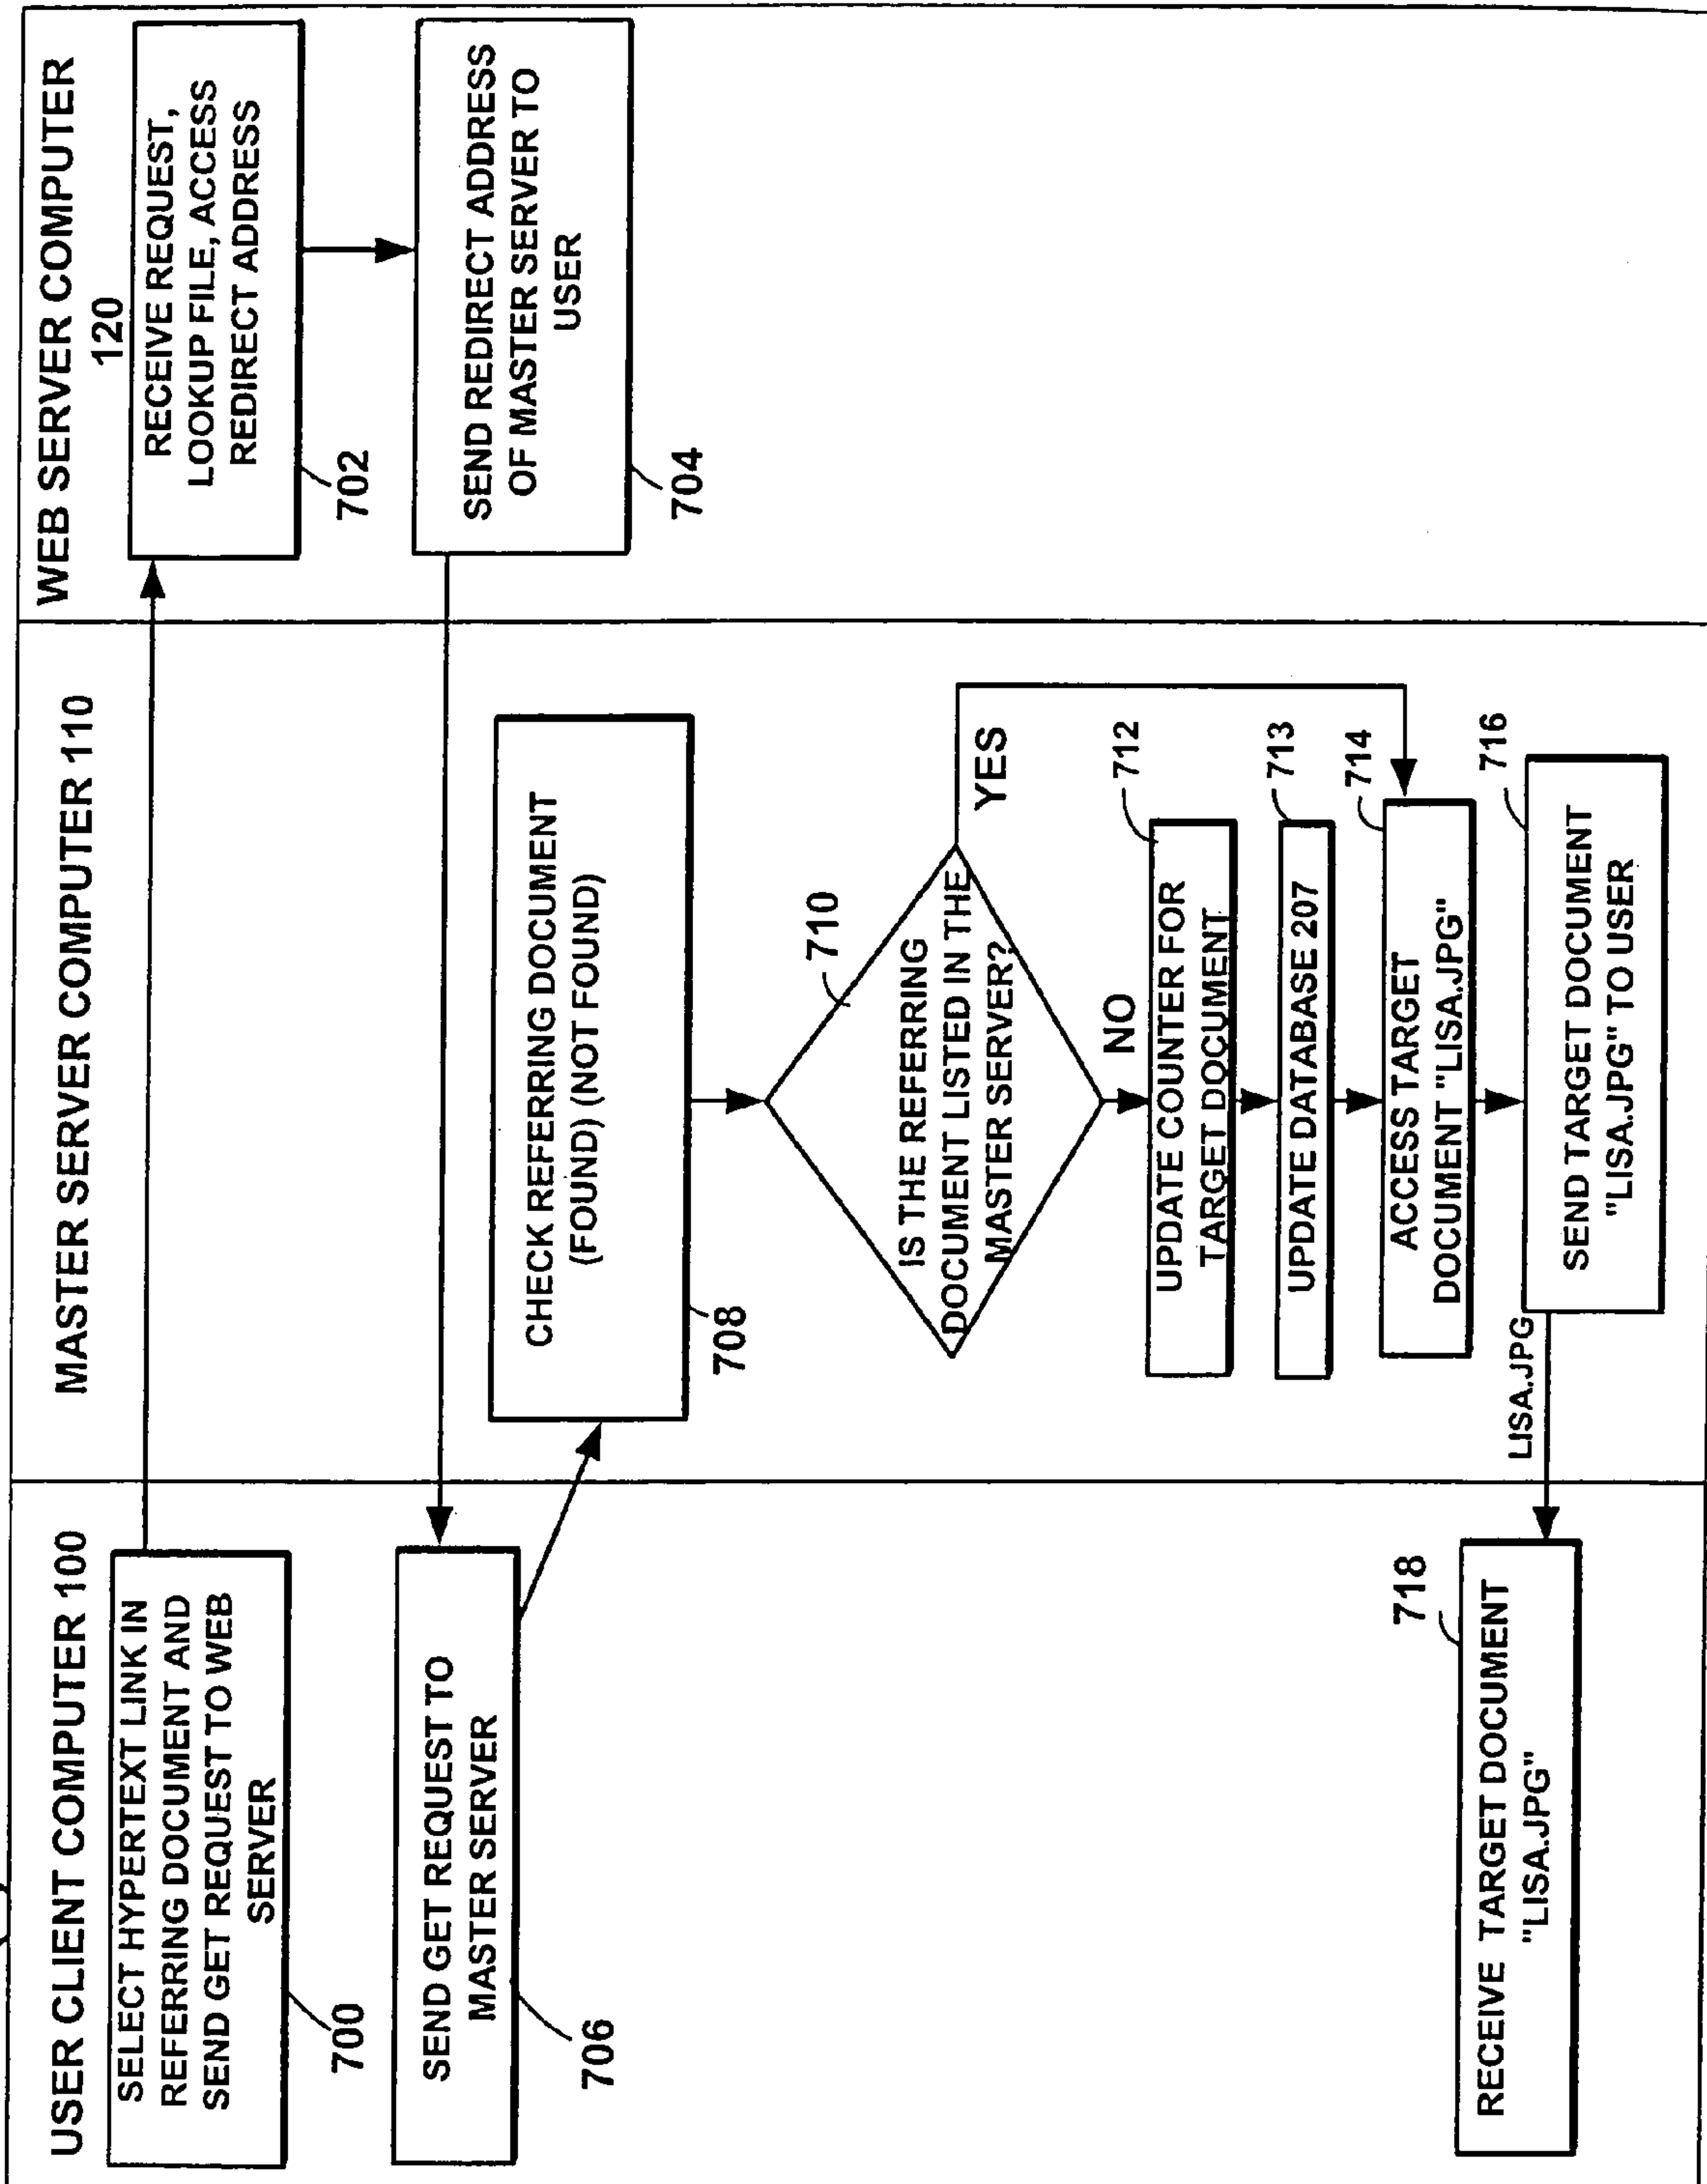 USER CLIENT COMPUTER 100
SELECT HYPERTEXT LINK IN
REFERRING DOCUMENT AND
SEND GET REQUEST TO WEB
SERVER
700
SEND GET REQUEST TO
MASTER SERVER
706
718
RECEIVE TARGET DOCUMENT
"LISA.JPG"
MASTER SERVER COMPUTER 110
CHECK REFERRING DOCUMENT
(FOUND) (NOT FOUND)
708
710
IS THE REFERRING
DOCUMENT LISTED IN THE
MASTER SERVER?
YES
NO
712
UPDATE COUNTER FOR
TARGET DOCUMENT
713
UPDATE DATABASE 207
714
ACCESS TARGET
DOCUMENT "LISA.JPG"
716
SEND TARGET DOCUMENT
"LISA.JPG" TO USER
LISA.JPG
WEB SERVER COMPUTER
120
RECEIVE REQUEST,
LOOKUP FILE, ACCESS
REDIRECT ADDRESS
702
SEND REDIRECT ADDRESS
OF MASTER SERVER TO
USER
704